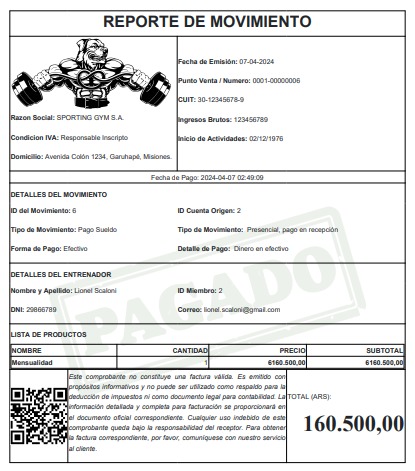 REPORTE DE MOVIMIENTO
Razon Social: SPORTING GYM S.A.
Condicion IVA: Responsable Inscripto
Domicilio: Avenida Colón 1234, Garuhapé, Misiones.
Fecha de Emisión: 07-04-2024
Punto Venta / Numero: 0001-00000006
CUIT: 30-12345678-9
Ingresos Brutos: 123456789
Inicio de Actividades: 02/12/1976
Fecha de Pago: 2024-04-07 02:49:09
DETALLES DEL MOVIMIENTO
ID del Movimiento: 6 ID Cuenta Origen: 2
Tipo de Movimiento: Pago Sueldo Tipo de Movimiento: Presencial, pago en recepción
Forma de Pago: Efectivo Detalle de Pago: Dinero en efectivo
PAGADO
DETALLES DEL ENTRENADOR
Nombre y Apellido: Lionel Scaloni ID Miembro: 2
DNI: 29866789 Correo: lionel.scaloni@gmail.com
LISTA DE PRODUCTOS
NOMBRE CANTIDAD PRECIO SUBTOTAL
Mensualidad 1 $160.500,00 $160.500,00
Este comprobante no constituye una factura válida. Es emitido con
propósitos informativos y no puede ser utilizado como respaldo para la
deducción de impuestos ni como documento legal para contabilidad. La
información detallada y completa para facturación se proporcionará en
el documento oficial correspondiente. Cualquier uso indebido de este
comprobante queda bajo la responsabilidad del receptor. Para obtener
la factura correspondiente, por favor, comuníquese con nuestro servicio
al cliente.
TOTAL (ARS):
160.500,00